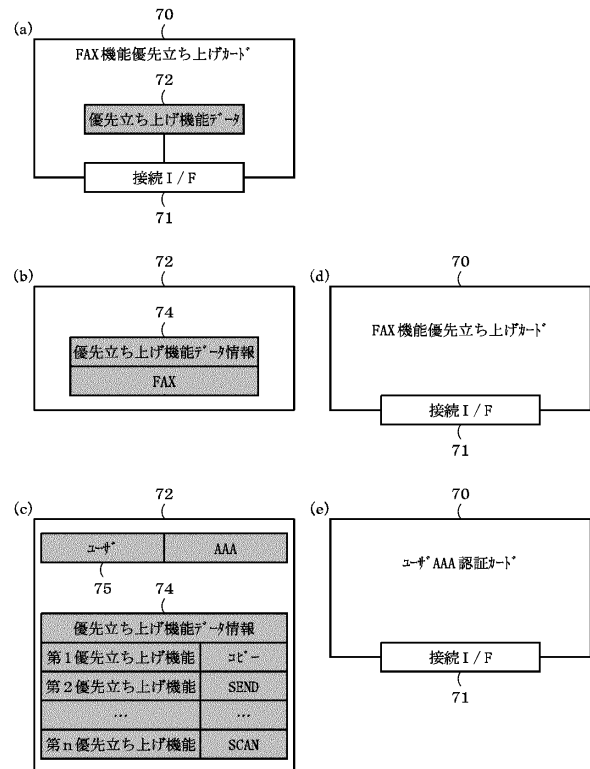 (a)
70
FAX機能優先立ち上げｶｰﾄﾞ
72
優先立ち上げ機能ﾃﾞｰﾀ
接続I/F
71
(b)
72
74
優先立ち上げ機能ﾃﾞｰﾀ情報
FAX
(d)
70
FAX機能優先立ち上げｶｰﾄﾞ
接続I/F
71
(c)
72
ﾕｰｻﾞ AAA
75
74
優先立ち上げ機能ﾃﾞｰﾀ情報
第1優先立ち上げ機能 ｺﾋﾟｰ
第2優先立ち上げ機能 SEND
… …
第n優先立ち上げ機能 SCAN
(e)
70
ﾕｰｻﾞAAA認証ｶｰﾄﾞ
接続I/F
71